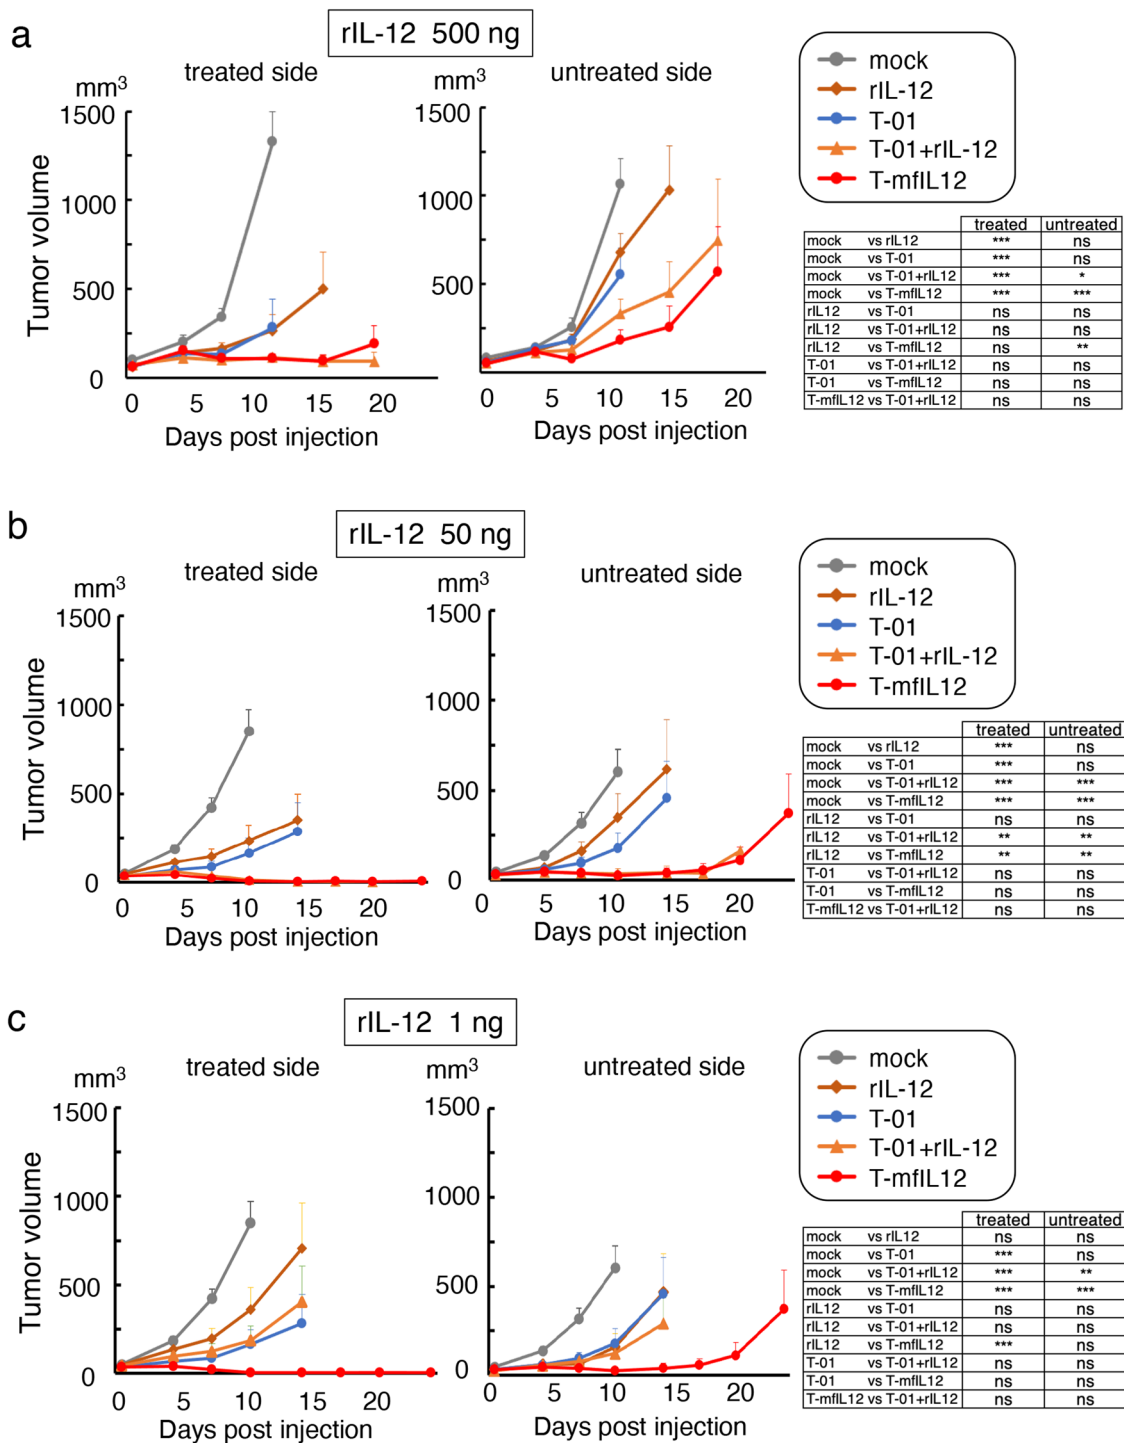 a
rIL-12 500 ng
treated side
untreated side
mm3
Tumor volume
1500
1000
500
0
0 5 10 15 20
Days post injection
mm3
1500
1000
500
0
0 5 10 15 20
Days post injection
mock
rIL-12
T-01
T-01+rIL-12
T-mfIL12
treated untreated
mock vs rIL12 *** ns
mock vs T-01 *** ns
mock vs T-01+rIL12 *** *
mock vs T-mfIL12 *** ***
rIL12 vs T-01 ns ns
rIL12 vs T-01+rIL12 ns ns
rIL12 vs T-mfIL12 ns **
T-01 vs T-01+rIL12 ns ns
T-01 vs T-mfIL12 ns ns
T-mfIL12 vs T-01+rIL12 ns ns
b
rIL-12 50 ng
treated side
untreated side
mm3
Tumor volume
1500
1000
500
0
0 5 10 15 20
Days post injection
mm3
1500
1000
500
0
0 5 10 15 20
Days post injection
mock
rIL-12
T-01
T-01+rIL-12
T-mfIL12
treated untreated
mock vs rIL12 *** ns
mock vs T-01 *** ns
mock vs T-01+rIL12 *** ***
mock vs T-mfIL12 *** ***
rIL12 vs T-01 ns ns
rIL12 vs T-01+rIL12 ** **
rIL12 vs T-mfIL12 ** **
T-01 vs T-01+rIL12 ns ns
T-01 vs T-mfIL12 ns ns
T-mfIL12 vs T-01+rIL12 ns ns
c
rIL-12 1 ng
treated side
untreated side
mm3
Tumor volume
1500
1000
500
0
0 5 10 15 20
Days post injection
mm3
1500
1000
500
0
0 5 10 15 20
Days post injection
mock
rIL-12
T-01
T-01+rIL-12
T-mfIL12
treated untreated
mock vs rIL12 ns ns
mock vs T-01 *** ns
mock vs T-01+rIL12 *** **
mock vs T-mfIL12 *** ***
rIL12 vs T-01 ns ns
rIL12 vs T-01+rIL12 ns ns
rIL12 vs T-mfIL12 *** ns
T-01 vs T-01+rIL12 ns ns
T-01 vs T-mfIL12 ns ns
T-mfIL12 vs T-01+rIL12 ns ns